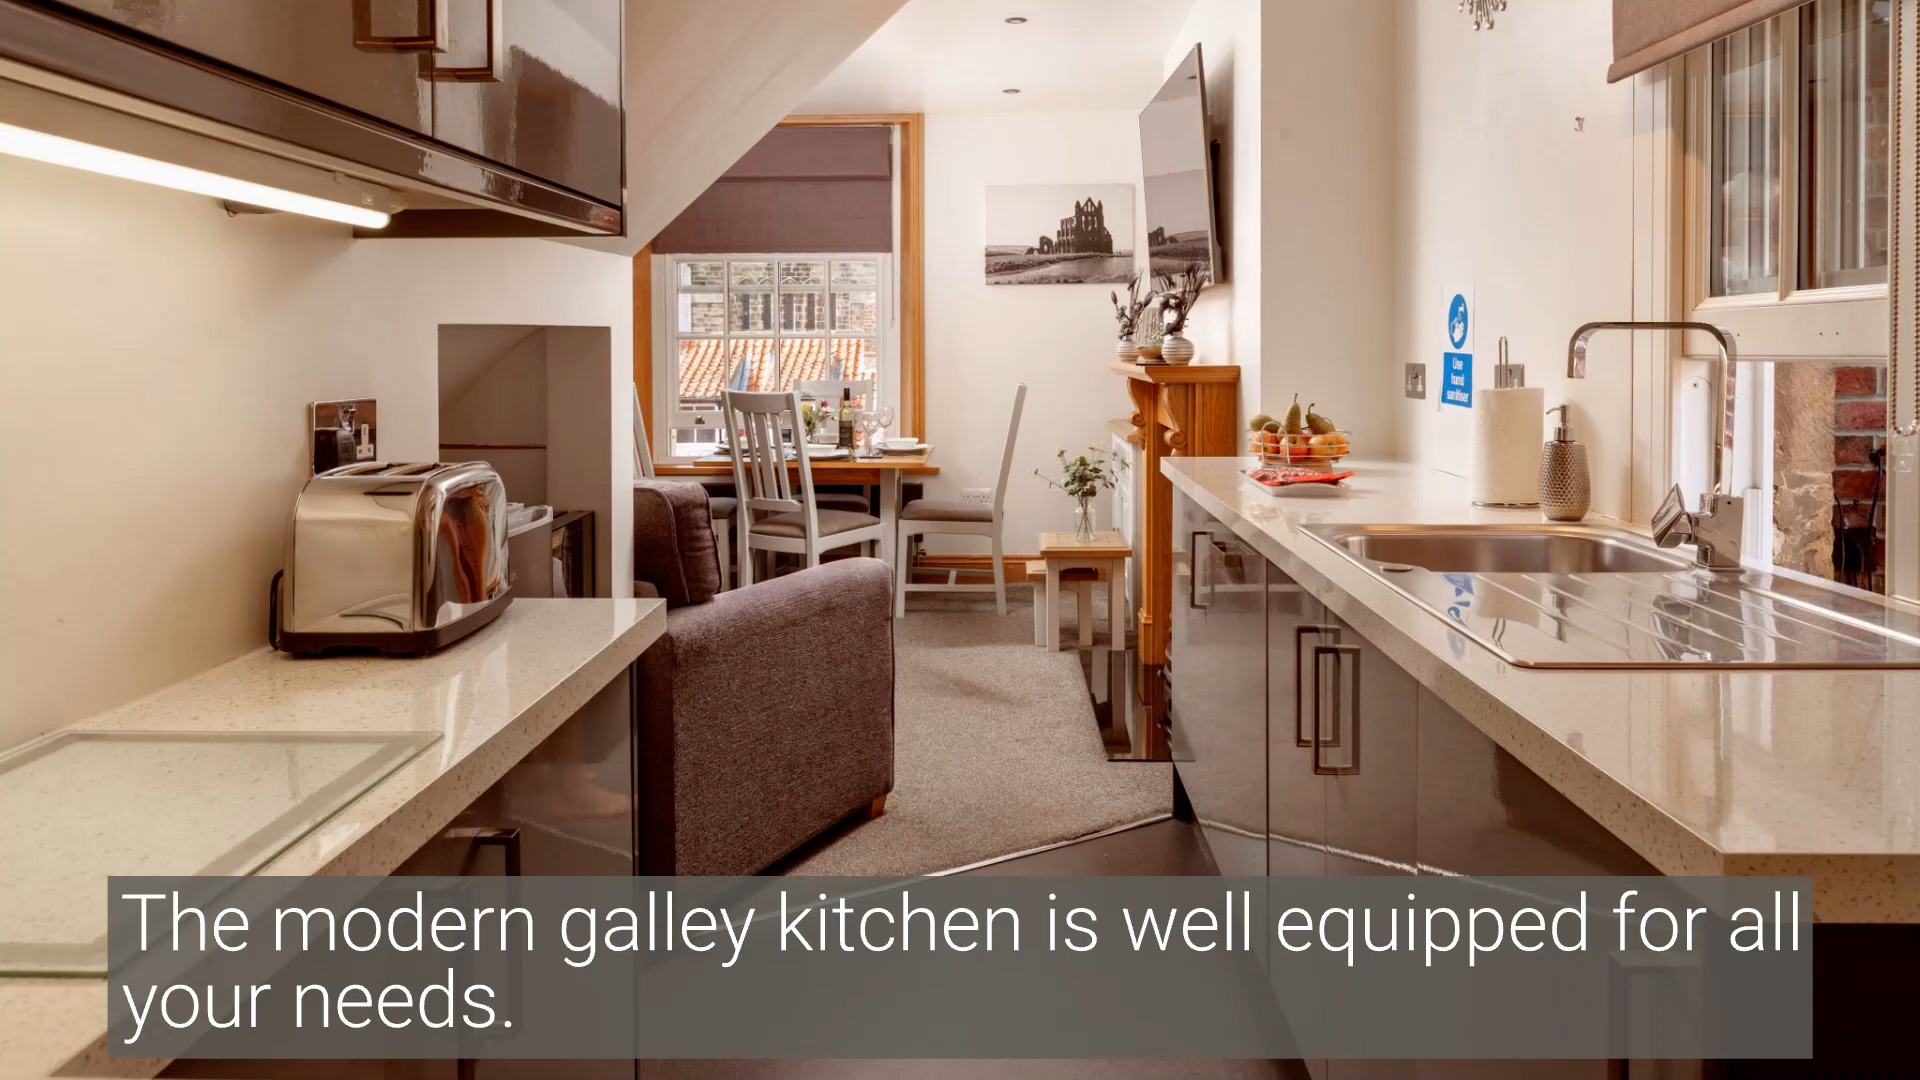 Use
hand
sanitiser
The modern galley kitchen is well equipped for all
your needs.